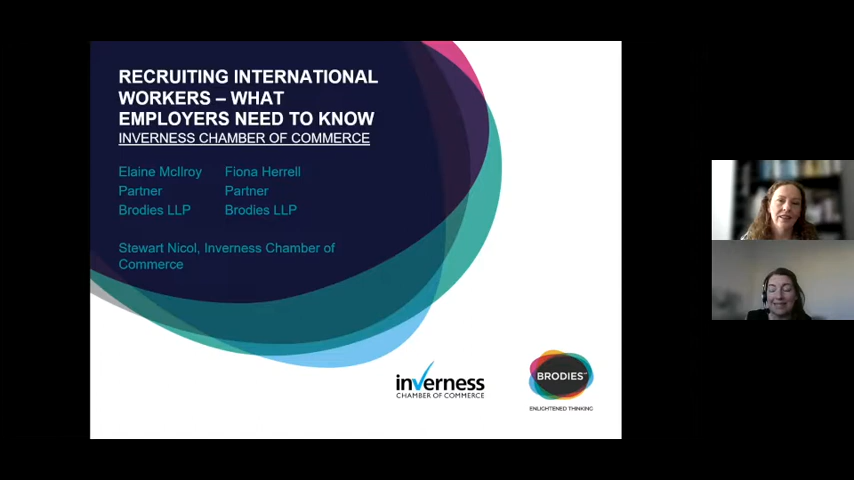 RECRUITING INTERNATIONAL
WORKERS – WHAT
EMPLOYERS NEED TO KNOW
INVERNESS CHAMBER OF COMMERCE
Elaine McIlroy Fiona Herrell
Partner Partner
Brodies LLP Brodies LLP
Stewart Nicol, Inverness Chamber of
Commerce
inverness
CHAMBER OF COMMERCE
BRODIES™
ENLIGHTENED THINKING